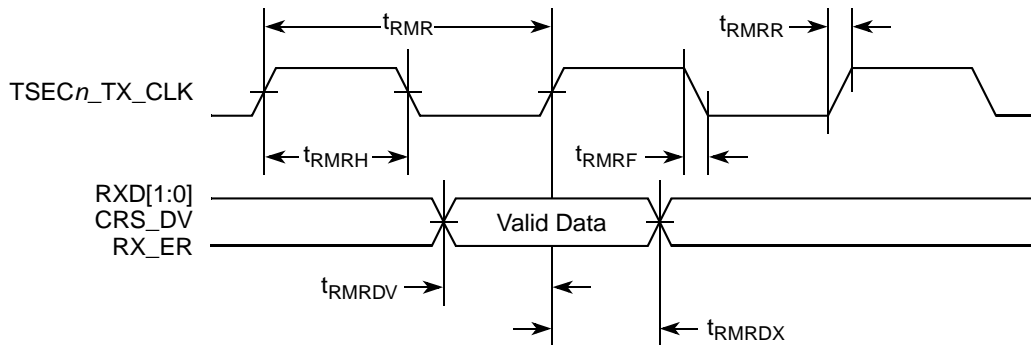 tRMR
tRMRR
TSECn_TX_CLK
tRMRH
tRMRF
RXD[1:0]
CRS_DV
RX_ER
Valid Data
tRMRDV
tRMRDX